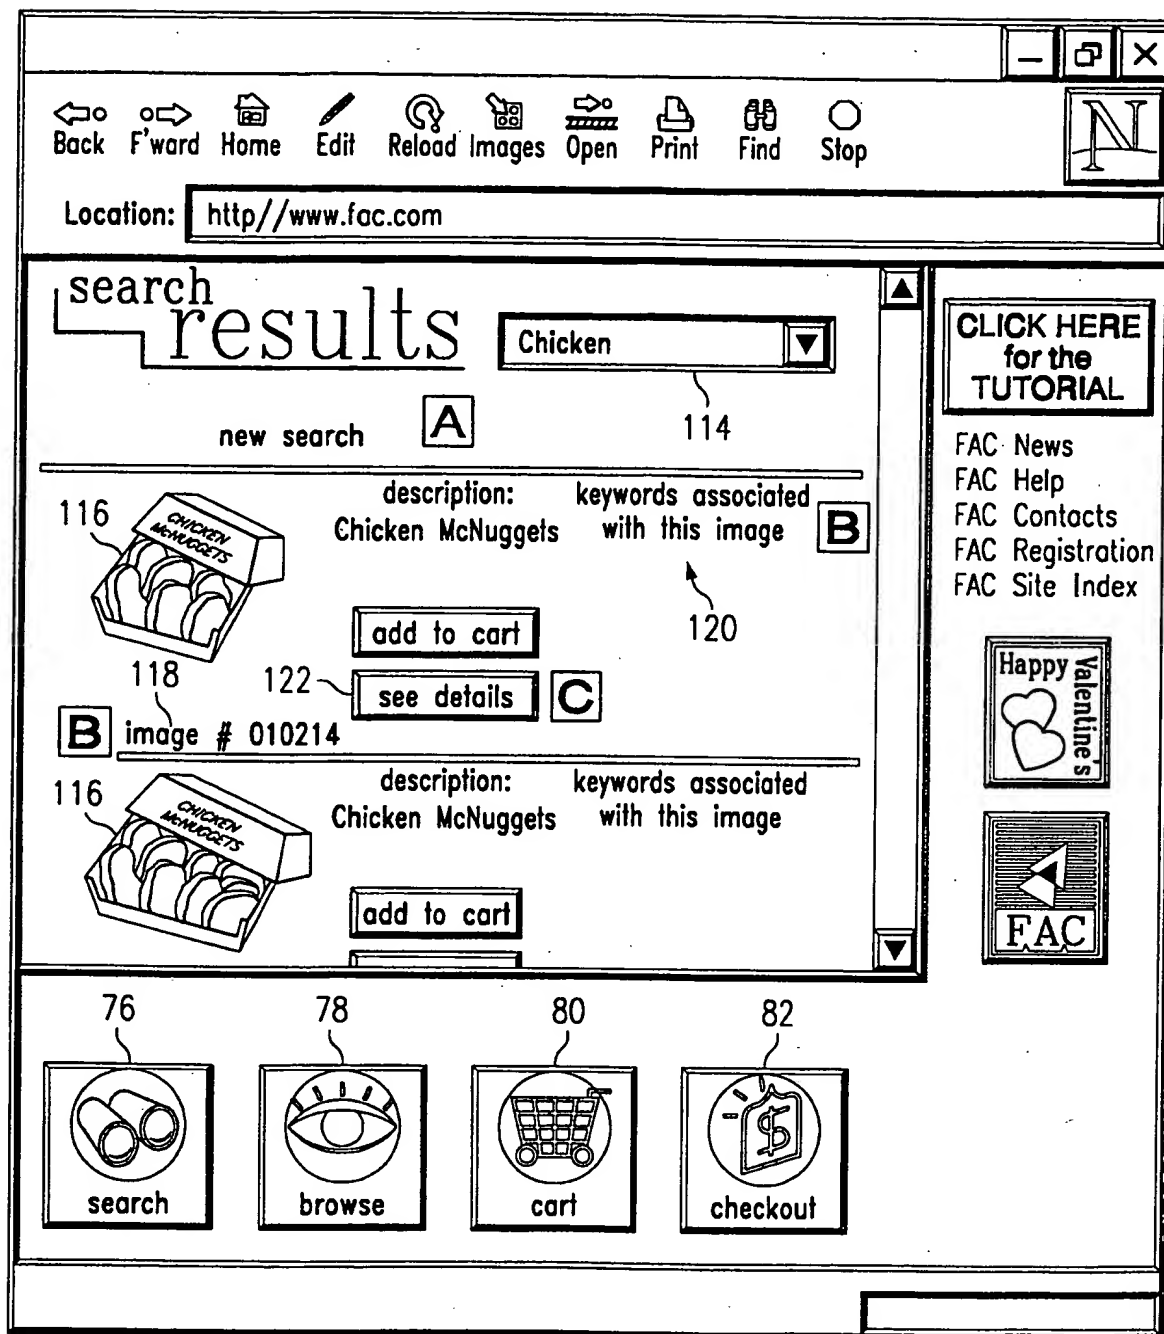 Back F'ward Home Edit Reload Images Open Print Find Stop
N
Location: http//www.fac.com
search
results
Chicken
114
new search A
CLICK HERE
for the
TUTORIAL
FAC News
FAC Help
FAC Contacts
FAC Registration
FAC Site Index
116
CHICKEN
McNUGGETS
description:
Chicken McNuggets
keywords associated
with this image
B
120
add to cart
118
122
see details
C
B image # 010214
Happy
Valentine's
116
CHICKEN
McNUGGETS
description:
Chicken McNuggets
keywords associated
with this image
add to cart
FAC
76 78 80 82
$
search browse cart checkout